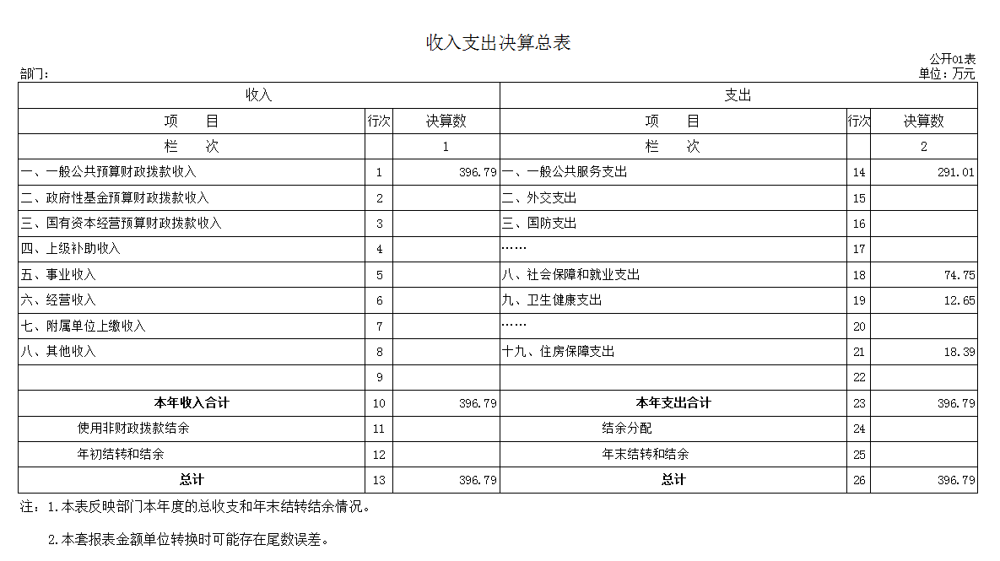 收入支出决算总表
公开01表
部门：
单位：万元
收入 支出
项 目 行次 决算数 项 目 行次 决算数
栏 次 1 栏 次 2
一、一般公共预算财政拨款收入 1 396.79 一、一般公共服务支出 14 291.01
二、政府性基金预算财政拨款收入 2 二、外交支出 15
三、国有资本经营预算财政拨款收入 3 三、国防支出 16
四、上级补助收入 4 …… 17
五、事业收入 5 八、社会保障和就业支出 18 74.75
六、经营收入 6 九、卫生健康支出 19 12.65
七、附属单位上缴收入 7 …… 20
八、其他收入 8 十九、住房保障支出 21 18.39
9 22
本年收入合计 10 396.79 本年支出合计 23 396.79
使用非财政拨款结余 11 结余分配 24
年初结转和结余 12 年末结转和结余 25
总计 13 396.79 总计 26 396.79
注：1.本表反映部门本年度的总收支和年末结转结余情况。
2.本套报表金额单位转换时可能存在尾数误差。